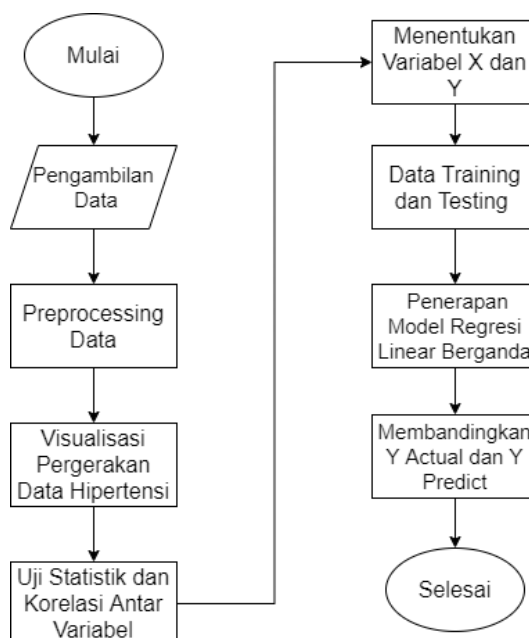 Mulai
Pengambilan
Data
Preprocessing
Data
Visualisasi
Pergerakan
Data Hipertensi
Uji Statistik dan
Korelasi Antar
Variabel
Menentukan
Variabel X dan
Y
Data Training
dan Testing
Penerapan
Model Regresi
Linear Berganda
Membandingkan
Y Actual dan Y
Predict
Selesai